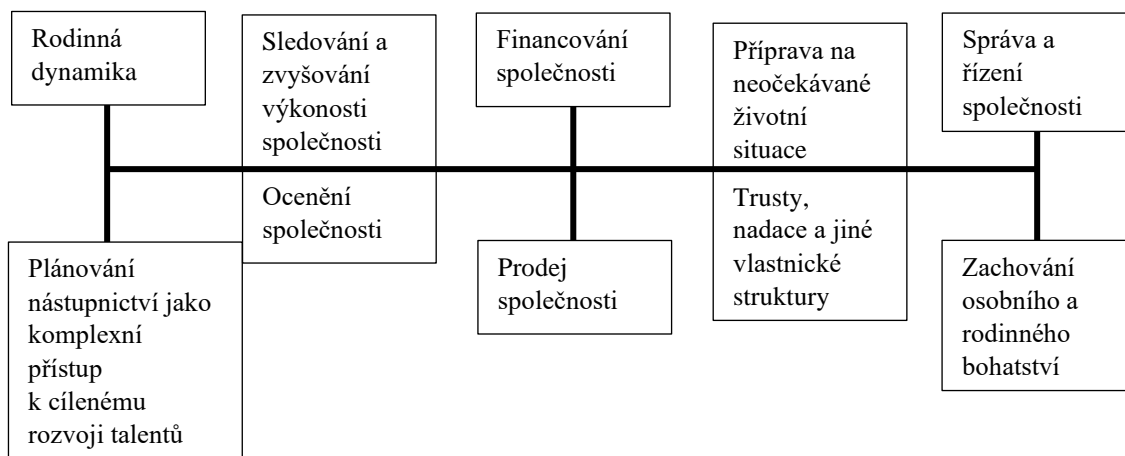 Rodinná
dynamika
Sledování a
zvyšování
výkonosti
společnosti
Financování
společnosti
Příprava na
neočekávané
životní
situace
Správa a
řízení
společnosti
Plánování
nástupnictví jako
komplexní
přístup
k cílenému
rozvoji talentů
Ocenění
společnosti
Prodej
společnosti
Trusty,
nadace a jiné
vlastnické
struktury
Zachování
osobního a
rodinného
bohatství